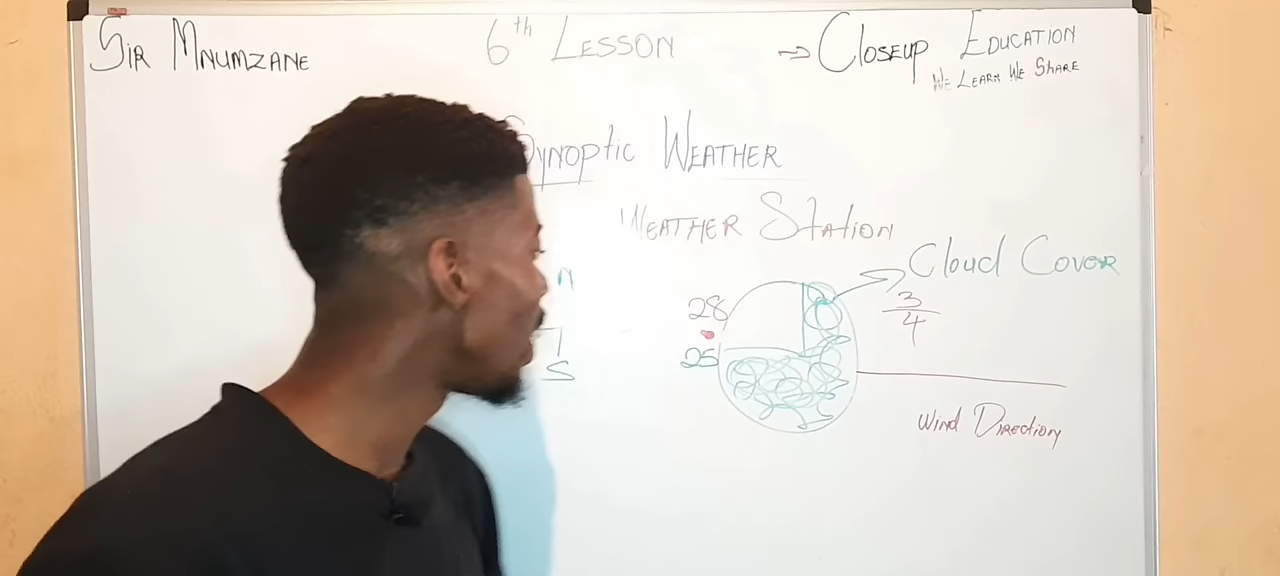 SIR MNUMZANE
6th LESSON
→ CLOSEUP EDUCATION
WE LEARN WE SHARE
SYNOPTIC WEATHER
WEATHER STATION
N
S
28
25
Cloud Cover
3
4
Wind Direction